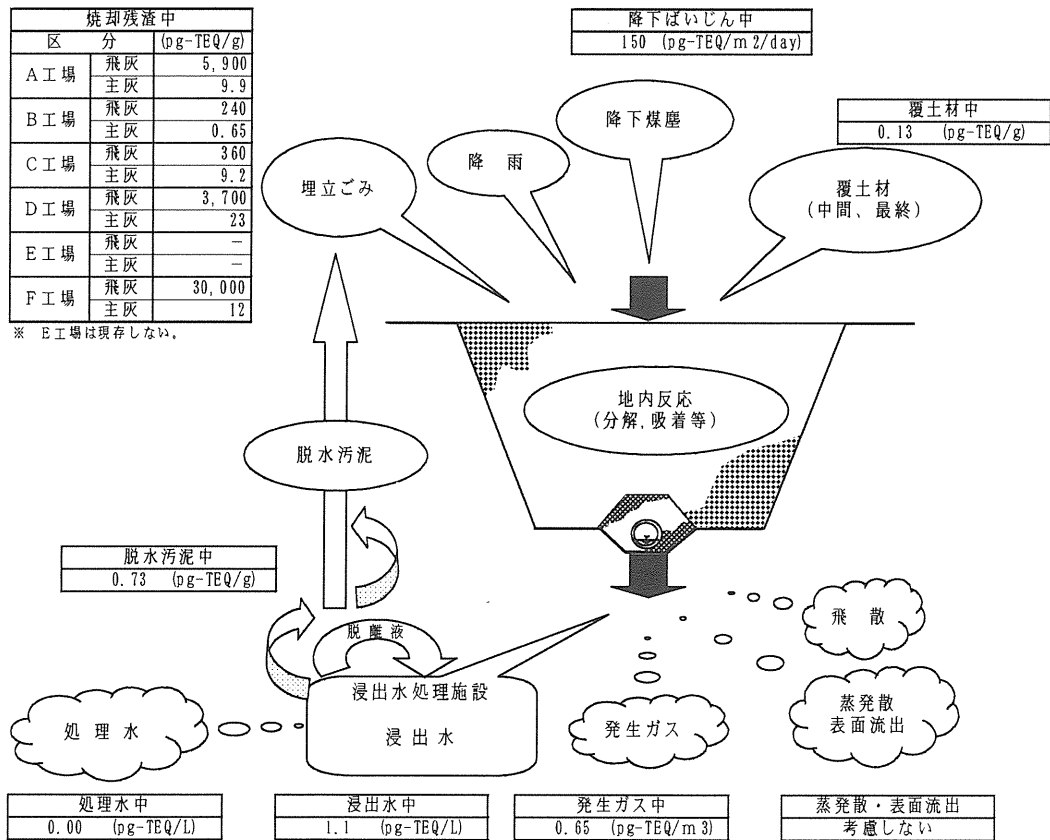 焼却残渣中
区 分 (pg-TEQ/g)
A工場 飛灰 5,900
主灰 9.9
B工場 飛灰 240
主灰 0.65
C工場 飛灰 360
主灰 9.2
D工場 飛灰 3,700
主灰 23
E工場 飛灰 －
主灰 －
F工場 飛灰 30,000
主灰 12
※ E工場は現存しない。
降下ばいじん中
150 (pg-TEQ/m2/day)
覆土材中
0.13 (pg-TEQ/g)
埋立ごみ
降 雨
降下煤塵
覆土材
(中間、最終)
地内反応
(分解,吸着等)
脱水汚泥
脱水汚泥中
0.73 (pg-TEQ/g)
脱離液
浸出水処理施設
浸出水
処理水
発生ガス
飛 散
蒸発散
表面流出
処理水中
0.00 (pg-TEQ/L)
浸出水中
1.1 (pg-TEQ/L)
発生ガス中
0.65 (pg-TEQ/m3)
蒸発散・表面流出
考慮しない